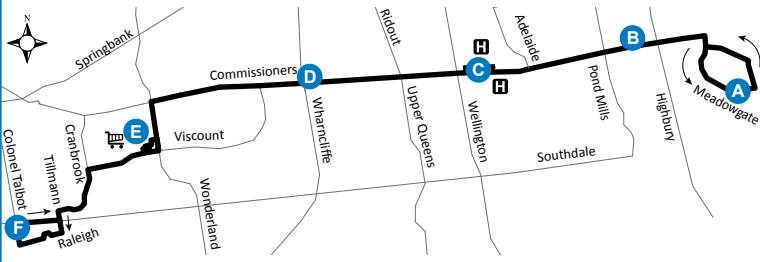 N
Springbank
Ridout
H
Adelaide
B
Commissioners
D
C
H
A
Meadowgate
Highbury
Pond Mills
Wellington
Upper Queens
Wharncliffe
E
Viscount
Cranbrook
Tillmann
Colonel Talbot
Southdale
Wonderland
F
Raleigh